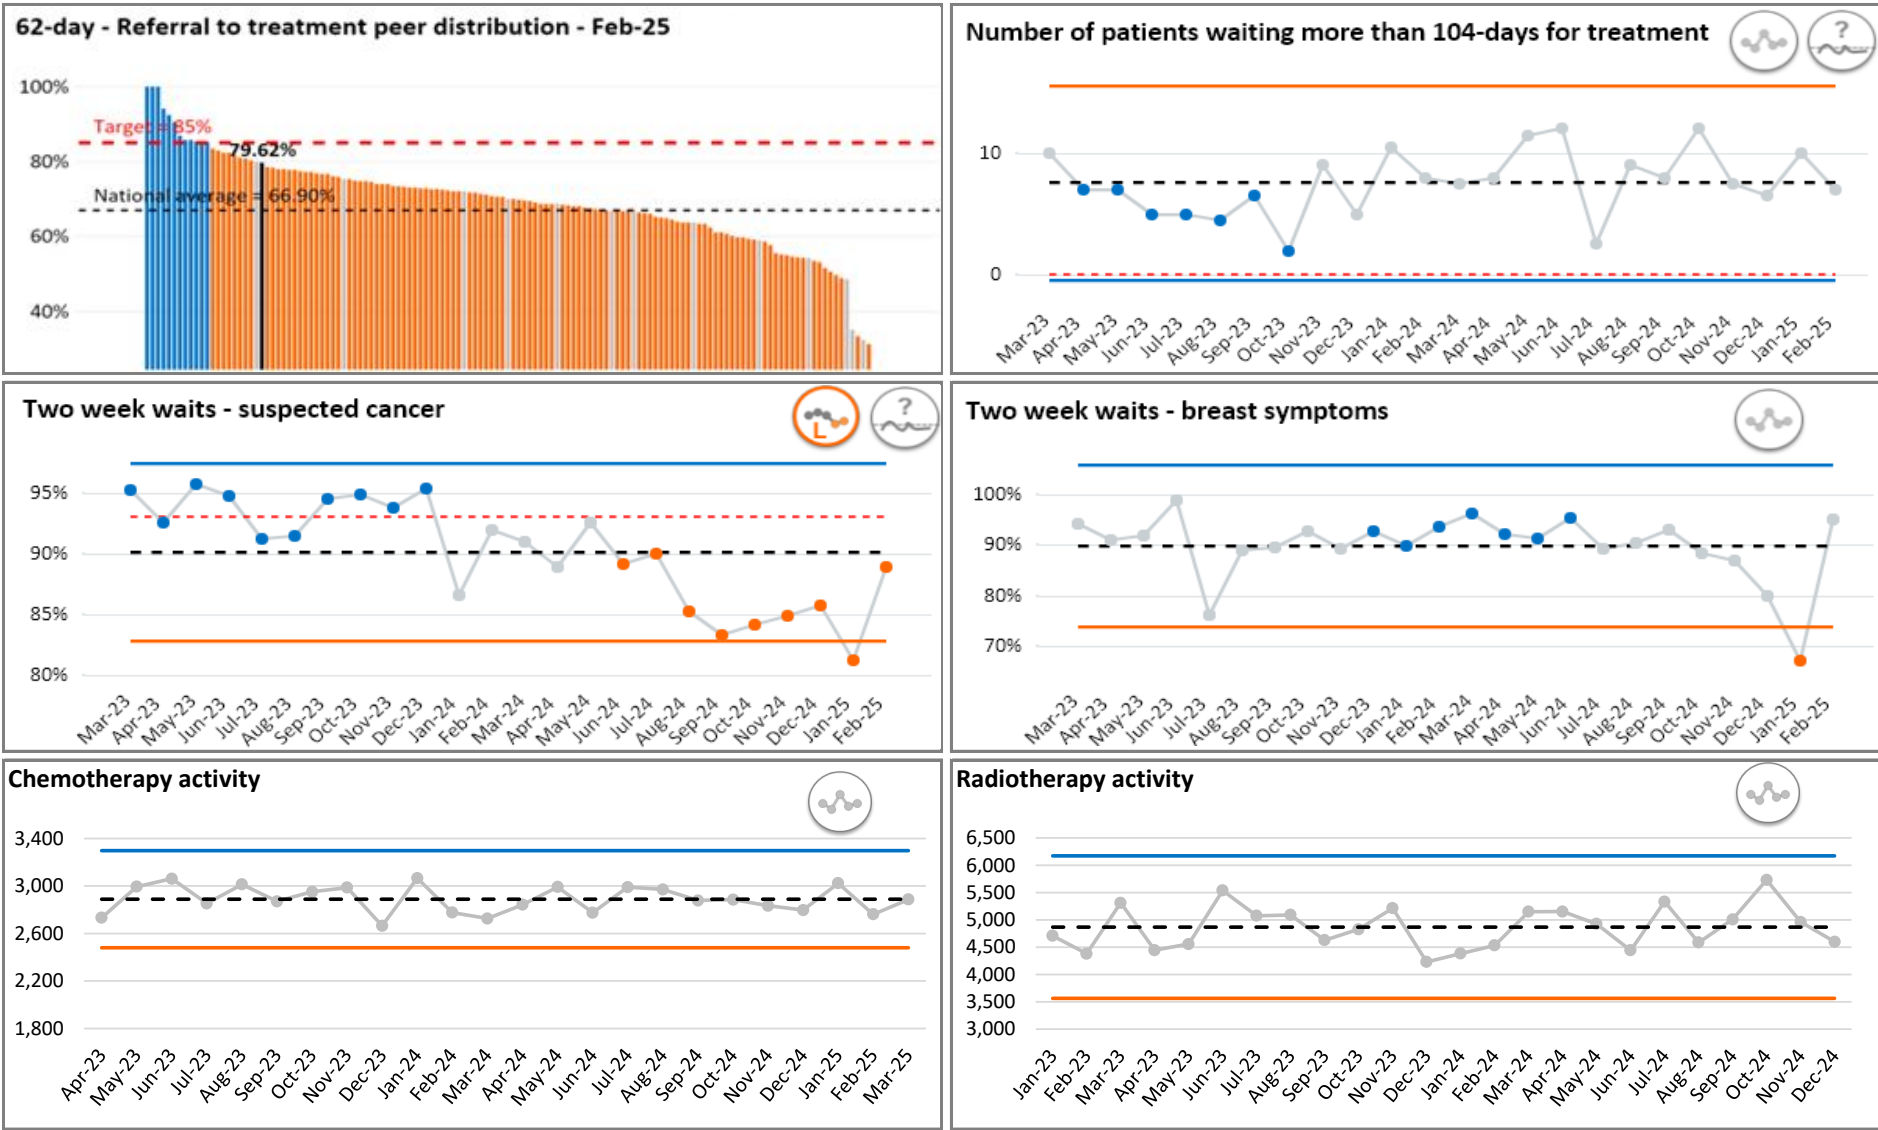 62-day - Referral to treatment peer distribution - Feb-25
100%
Target = 85%
79.62%
80%
National average = 66.90%
60%
40%
Number of patients waiting more than 104-days for treatment
?
10
0
Mar-23 Apr-23 May-23 Jun-23 Jul-23 Aug-23 Sep-23 Oct-23 Nov-23 Dec-23 Jan-24 Feb-24 Mar-24 Apr-24 May-24 Jun-24 Jul-24 Aug-24 Sep-24 Oct-24 Nov-24 Dec-24 Jan-25 Feb-25
Two week waits - suspected cancer
L
?
95%
90%
85%
80%
Mar-23 Apr-23 May-23 Jun-23 Jul-23 Aug-23 Sep-23 Oct-23 Nov-23 Dec-23 Jan-24 Feb-24 Mar-24 Apr-24 May-24 Jun-24 Jul-24 Aug-24 Sep-24 Oct-24 Nov-24 Dec-24 Jan-25 Feb-25
Two week waits - breast symptoms
100%
90%
80%
70%
Mar-23 Apr-23 May-23 Jun-23 Jul-23 Aug-23 Sep-23 Oct-23 Nov-23 Dec-23 Jan-24 Feb-24 Mar-24 Apr-24 May-24 Jun-24 Jul-24 Aug-24 Sep-24 Oct-24 Nov-24 Dec-24 Jan-25 Feb-25
Chemotherapy activity
3,400
3,000
2,600
2,200
1,800
Apr-23 May-23 Jun-23 Jul-23 Aug-23 Sep-23 Oct-23 Nov-23 Dec-23 Jan-24 Feb-24 Mar-24 Apr-24 May-24 Jun-24 Jul-24 Aug-24 Sep-24 Oct-24 Nov-24 Dec-24 Jan-25 Feb-25 Mar-25
Radiotherapy activity
6,500
6,000
5,500
5,000
4,500
4,000
3,500
3,000
Jan-23 Feb-23 Mar-23 Apr-23 May-23 Jun-23 Jul-23 Aug-23 Sep-23 Oct-23 Nov-23 Dec-23 Jan-24 Feb-24 Mar-24 Apr-24 May-24 Jun-24 Jul-24 Aug-24 Sep-24 Oct-24 Nov-24 Dec-24